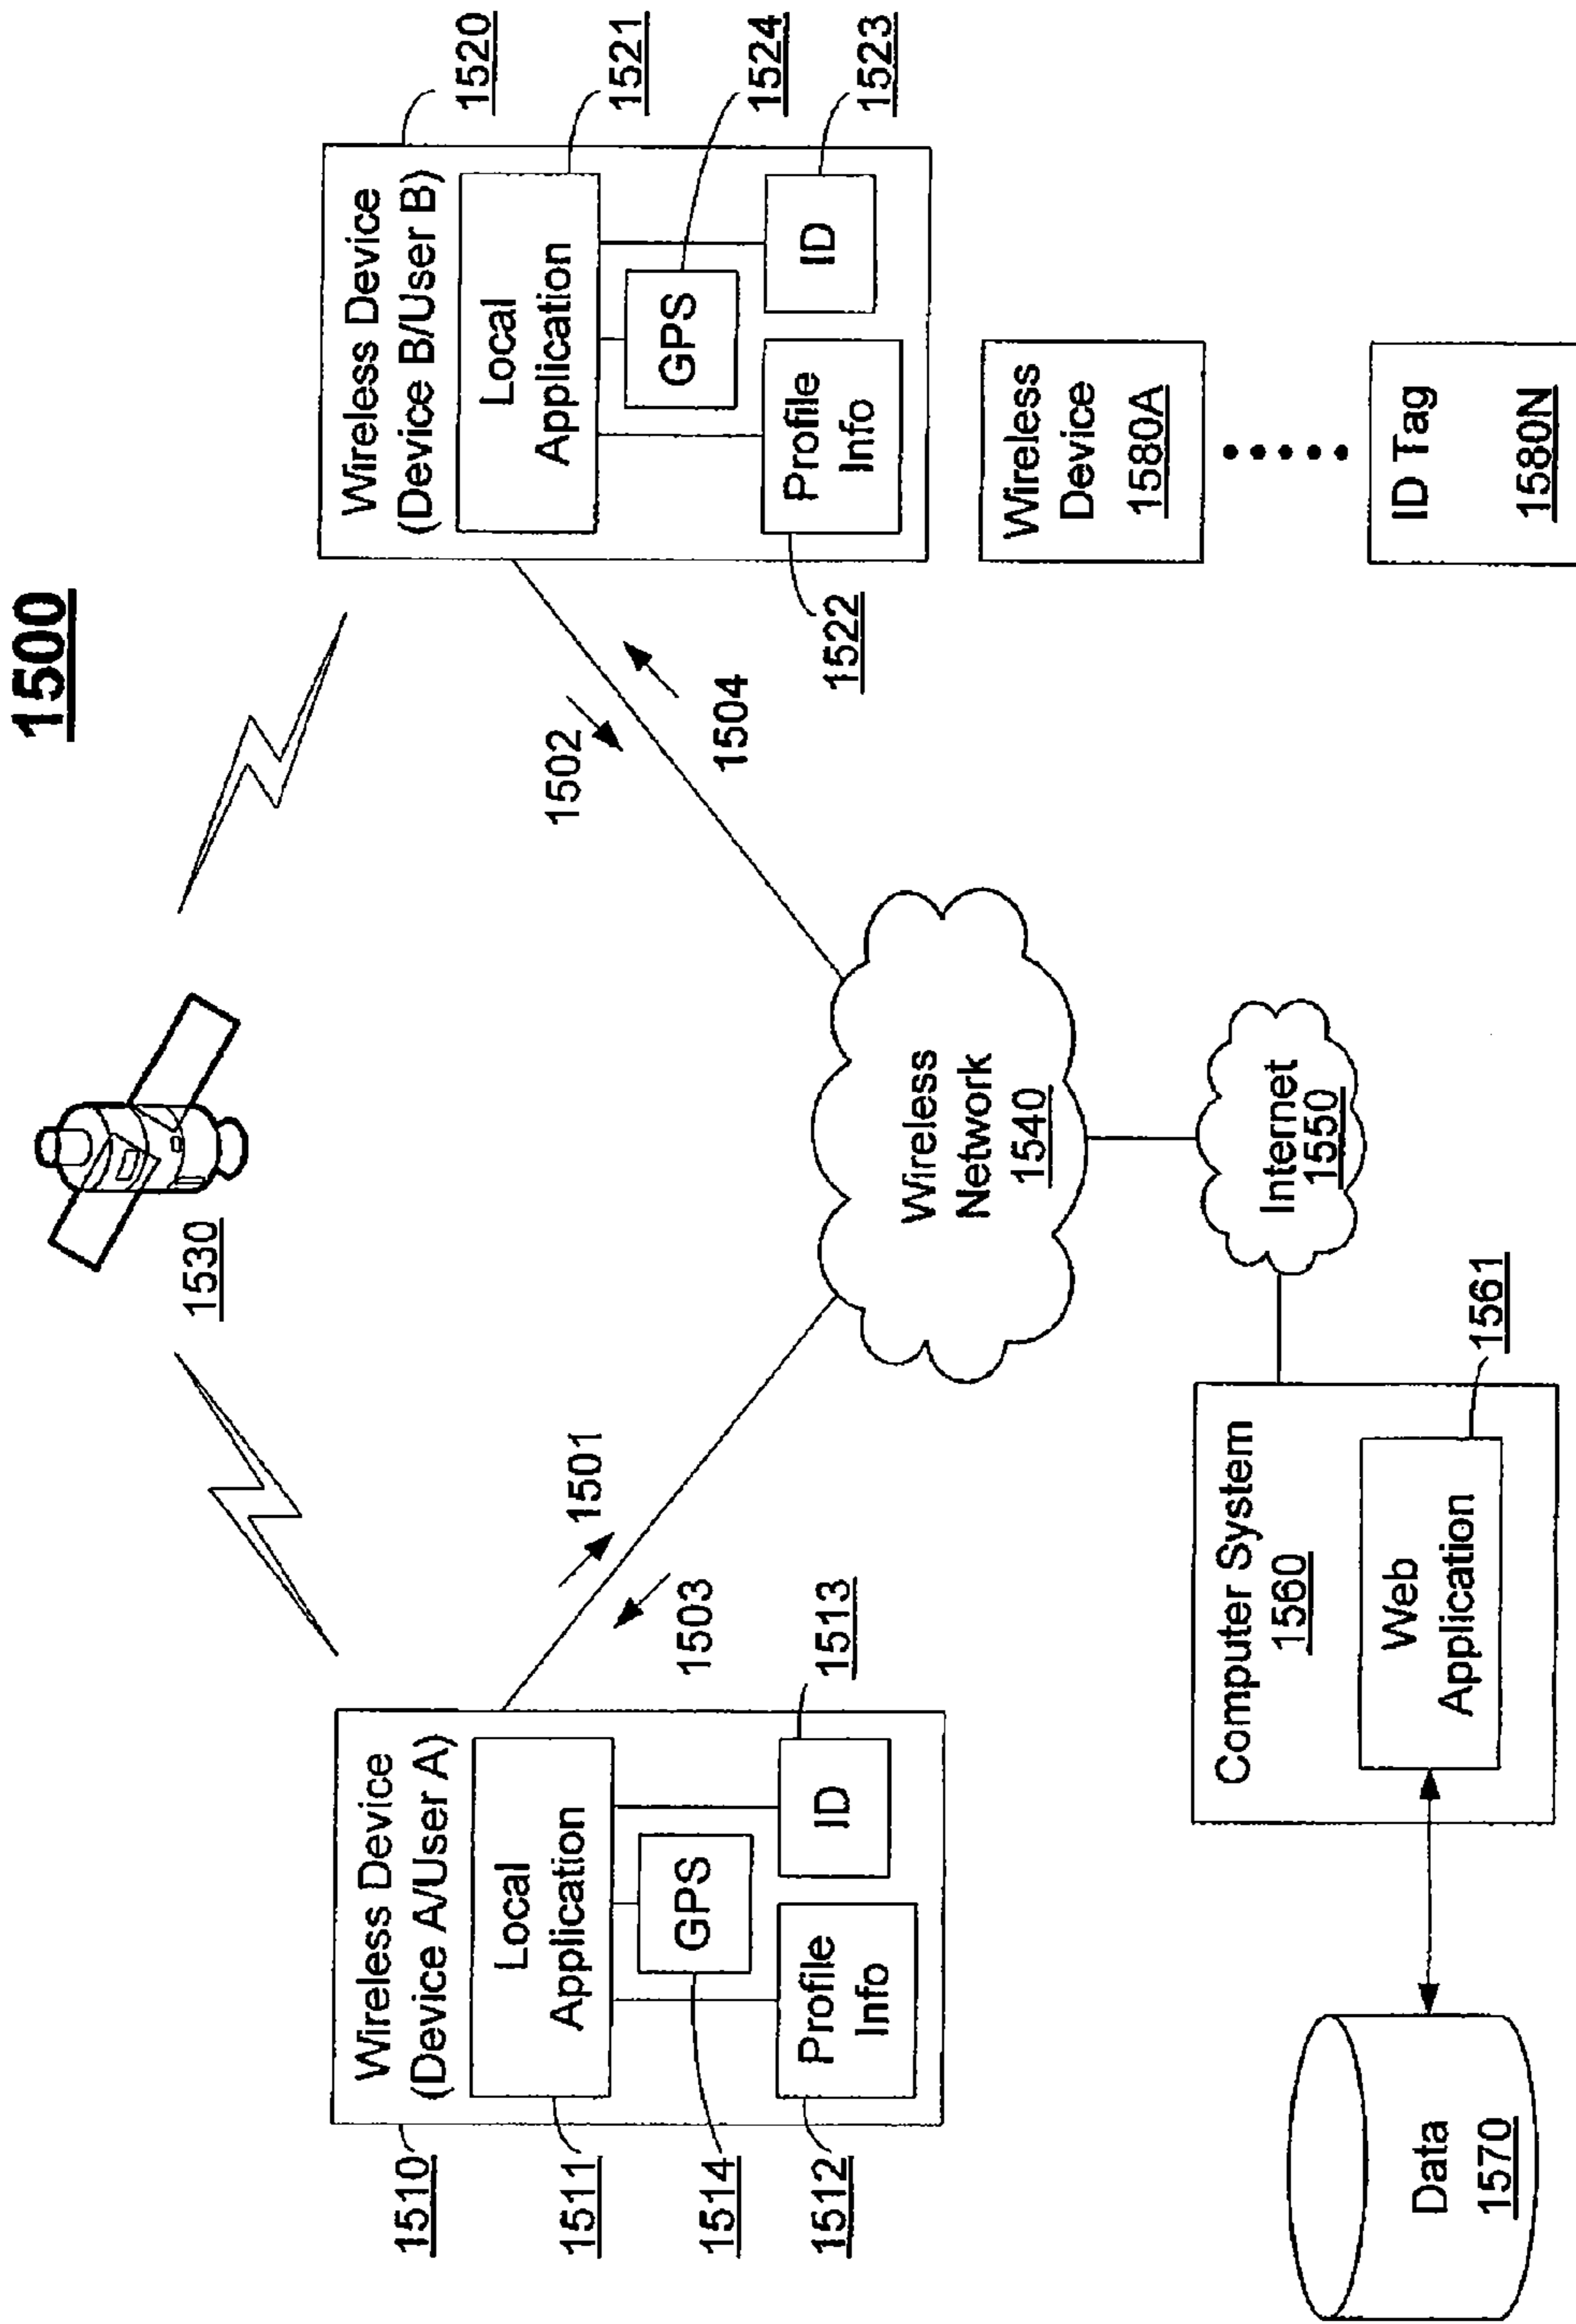 1500
1530
Wireless Device
(Device A/User A)
Local
Application
GPS
ID
Profile
Info
1510
1511
1514
1512
1513
1501
1503
Wireless Device
(Device B/User B)
Local
Application
GPS
ID
Profile
Info
1520
1521
1524
1523
1522
1502
1504
Wireless
Network
1540
Internet
1550
Computer System
1560
Web
Application
1561
Data
1570
Wireless
Device
1580A
ID Tag
1580N